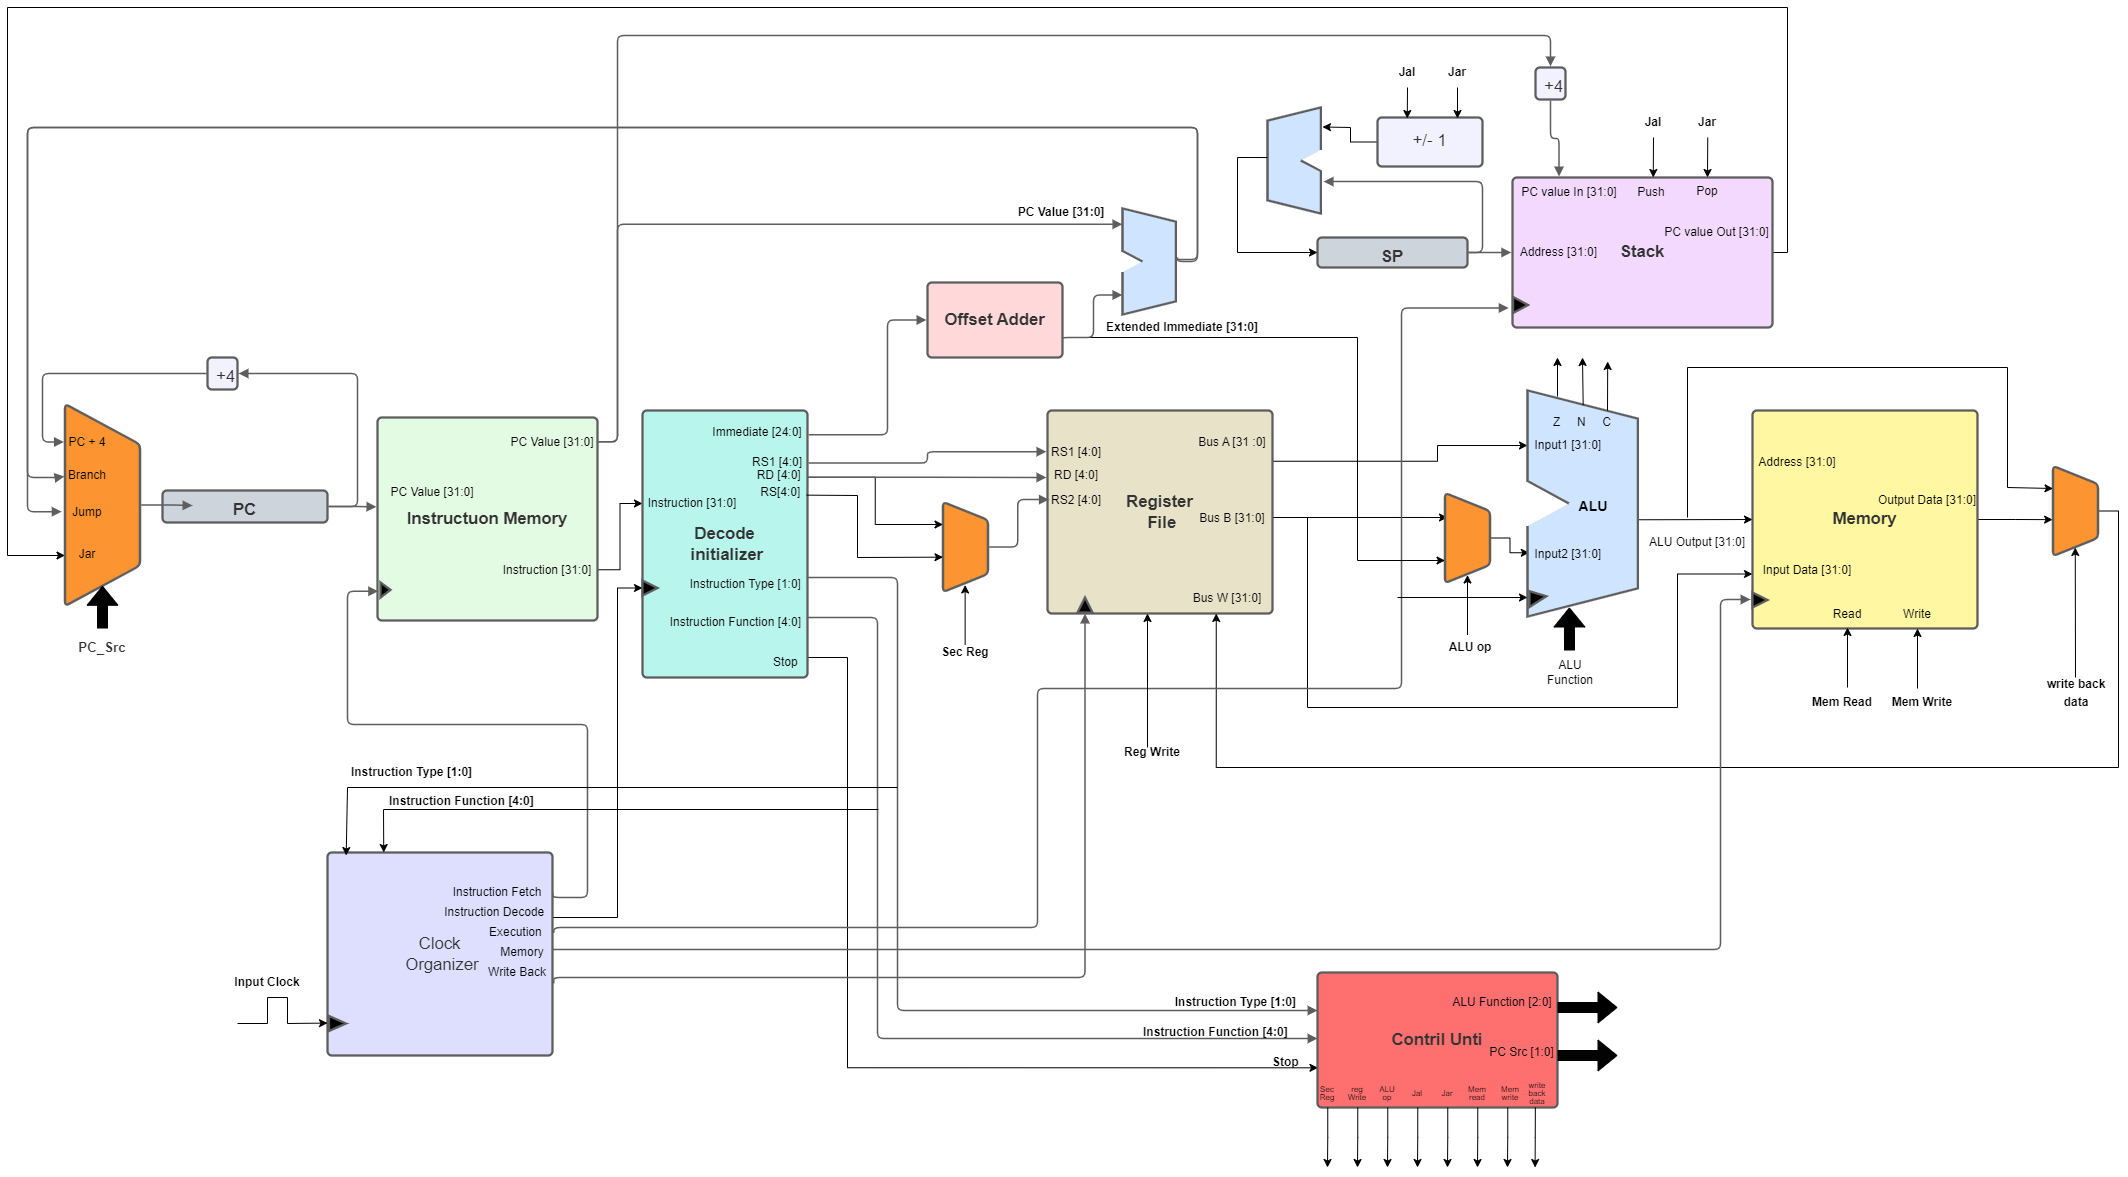 +4
Jal
Jar
+/- 1
Jal
Jar
PC value In [31:0]
Push
Pop
PC value Out [31:0]
Address [31:0]
Stack
SP
PC Value [31:0]
Offset Adder
Extended Immediate [31:0]
+4
PC + 4
Branch
Jump
Jar
PC_Src
PC
PC Value [31:0]
PC Value [31:0]
Instructuon Memory
Instruction [31:0]
Immediate [24:0]
RS1 [4:0]
RD [4:0]
RS[4:0]
Instruction [31:0]
Decode
initializer
Instruction Type [1:0]
Instruction Function [4:0]
Stop
Sec Reg
RS1 [4:0]
RD [4:0]
RS2 [4:0]
Bus A [31 :0]
Register
File
Bus B [31:0]
Bus W [31:0]
Reg Write
ALU op
Z
N
C
Input1 [31:0]
ALU
Input2 [31:0]
ALU
Function
ALU Output [31:0]
Address [31:0]
Output Data [31:0]
Memory
Input Data [31:0]
Read
Write
Mem Read
Mem Write
write back
data
Instruction Type [1:0]
Instruction Function [4:0]
Instruction Fetch
Instruction Decode
Execution
Memory
Write Back
Clock
Organizer
Input Clock
Instruction Type [1:0]
Instruction Function [4:0]
Stop
ALU Function [2:0]
Contril Unti
PC Src [1:0]
Sec
Reg
reg
Write
ALU
op
Jal
Jar
Mem
read
Mem
write
write
back
data